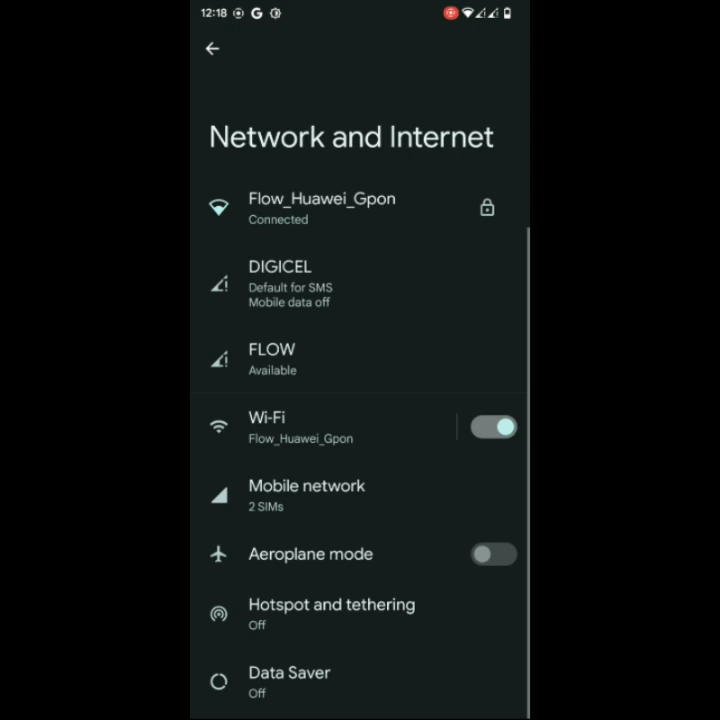 12:18
Network and Internet
Flow_Huawei_Gpon
Connected
DIGICEL
Default for SMS
Mobile data off
FLOW
Available
Wi-Fi
Flow_Huawei_Gpon
Mobile network
2 SIMs
Aeroplane mode
Hotspot and tethering
Off
Data Saver
Off